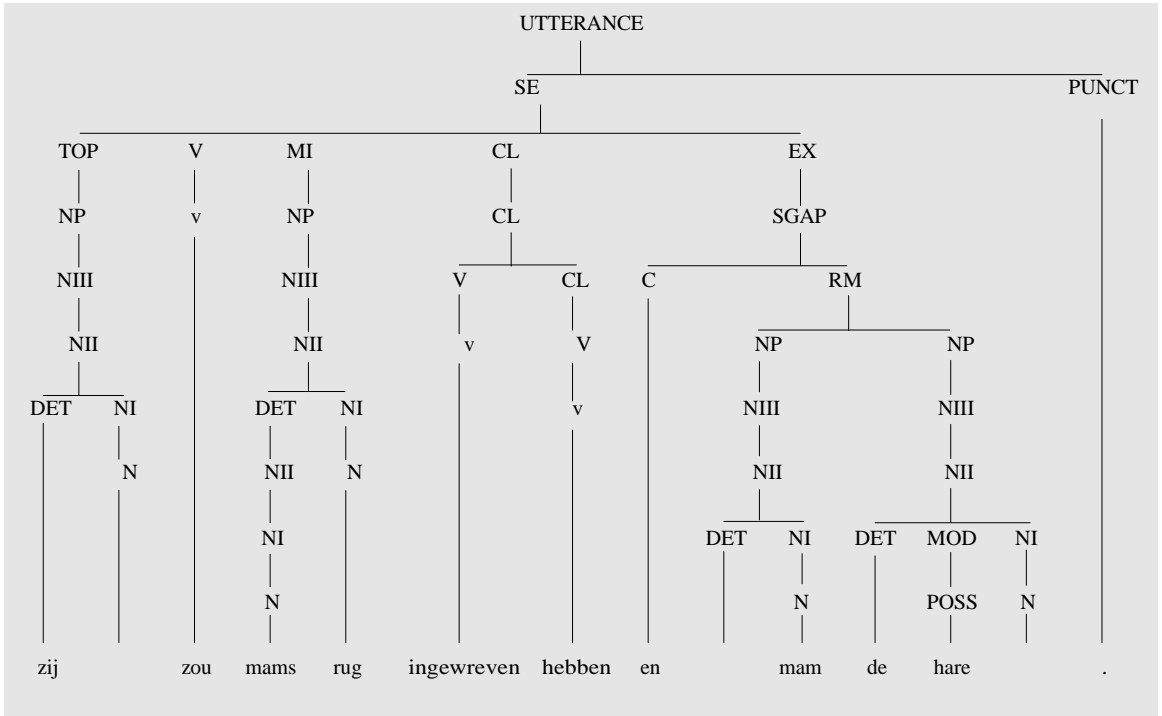 UTTERANCE
SE PUNCT
TOP V MI CL EX
NP v NP CL SGAP
NIII NIII V CL C RM
NII NII v V NP NP
DET NI DET NI v NIII NIII
N NII N NII NII
NI DET NI DET MOD NI
N N POSS N
zij zou mams rug ingewreven hebben en mam de hare .